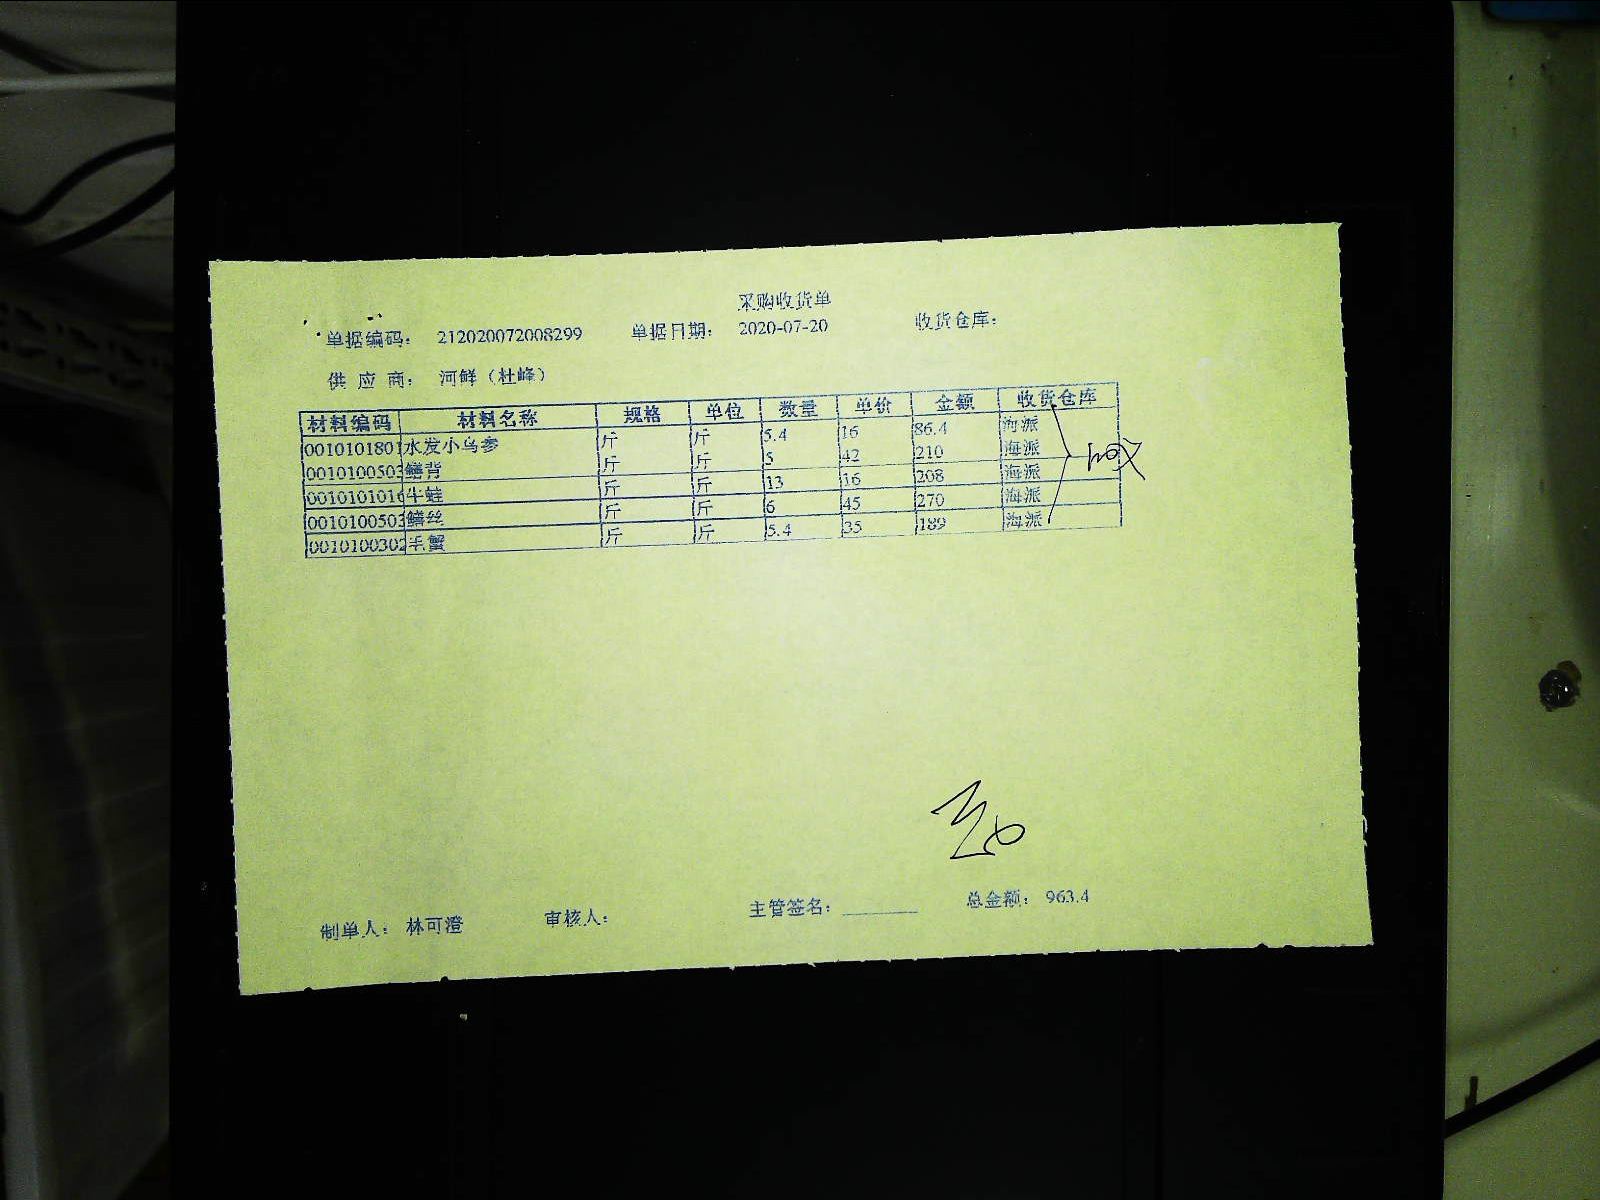 采购收货单
单据编码： 212020072008299 单据日期： 2020-07-20 收货仓库：
供 应 商： 河鲜（杜峰）
材料编码 材料名称 规格 单位 数量 单价 金额 收货仓库
0010101801 水发小乌参 斤 斤 5.4 16 86.4 海派
0010100503 鳝背 斤 斤 5 42 210 海派
0010101016 牛蛙 斤 斤 13 16 208 海派
0010100503 鳝丝 斤 斤 6 45 270 海派
0010100302 羊蟹 斤 斤 5.4 35 189 海派
制单人： 林可澄 审核人： 主管签名： 总金额： 963.4